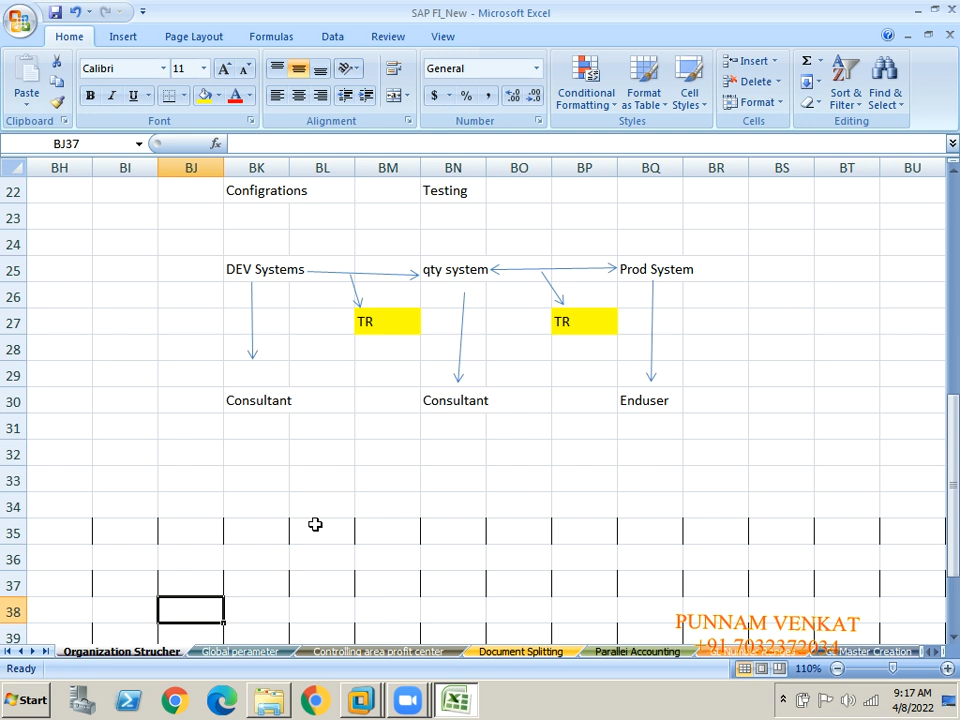 SAP FI_New - Microsoft Excel
Home Insert Page Layout Formulas Data Review View
Calibri 11 A A General
Paste B I U A $ % , .00 .0 Conditional Formatting Format as Table Cell Styles Insert Delete Format Σ Sort & Filter Find & Select
Clipboard Font Alignment Number Styles Cells Editing
BJ37 fx
BH BI BJ BK BL BM BN BO BP BQ BR BS BT BU
22 Configrations Testing
23
24
25 DEV Systems qty system Prod System
26
27 TR TR
28
29
30 Consultant Consultant Enduser
31
32
33
34
35
36
37
38
PUNNAM VENKAT
39 +91 7032372034
Organization Strucher Global perameter Controlling area profit center Document Splitting Parallel Accounting Master Creation
Ready 110%
Start 9:17 AM
4/8/2022